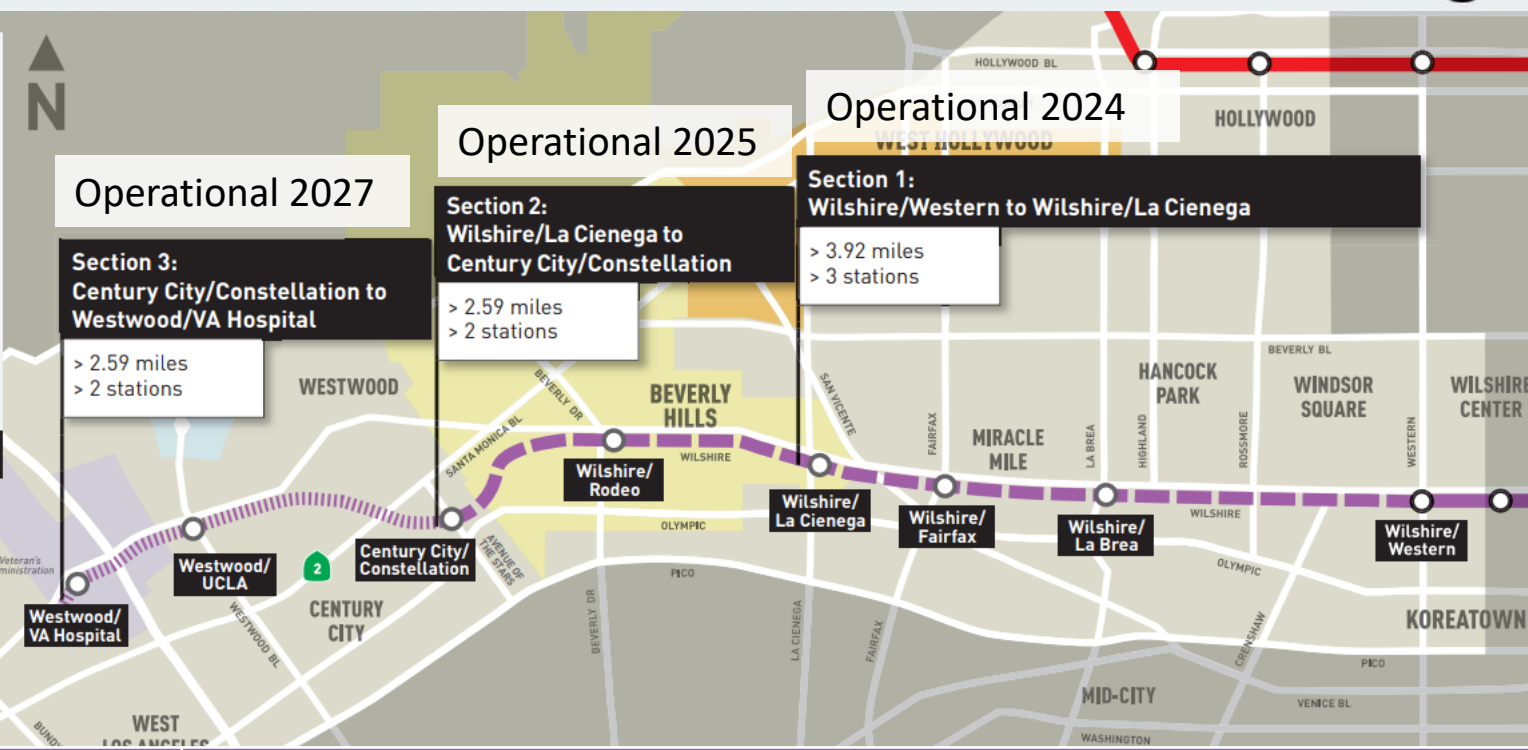 N
HOLLYWOOD BL
Operational 2024
HOLLYWOOD
WEST HOLLYWOOD
Operational 2025
Operational 2027
Section 1:
Wilshire/Western to Wilshire/La Cienega
> 3.92 miles
> 3 stations
Section 2:
Wilshire/La Cienega to
Century City/Constellation
> 2.59 miles
> 2 stations
Section 3:
Century City/Constellation to
Westwood/VA Hospital
> 2.59 miles
> 2 stations
WESTWOOD
BEVERLY DR
BEVERLY
HILLS
SAN VICENTE
BEVERLY BL
HANCOCK
PARK
WINDSOR
SQUARE
WILSHIRE
CENTER
SANTA MONICA BL
WILSHIRE
FAIRFAX
MIRACLE
MILE
LA BREA
HIGHLAND
ROSSMORE
WESTERN
Wilshire/
Rodeo
Wilshire/
La Cienega
Wilshire/
Fairfax
Wilshire/
La Brea
WILSHIRE
Wilshire/
Western
OLYMPIC
AVENUE OF
THE STARS
Century City/
Constellation
2
Westwood/
UCLA
Veteran's
Westwood/
VA Hospital
WESTWOOD BL
CENTURY
CITY
PICO
OLYMPIC
BEVERLY DR
LA CIENEGA
FAIRFAX
CRENSHAW
KOREATOWN
PICO
MID-CITY
VENICE BL
WASHINGTON
WEST
LOS ANGELES